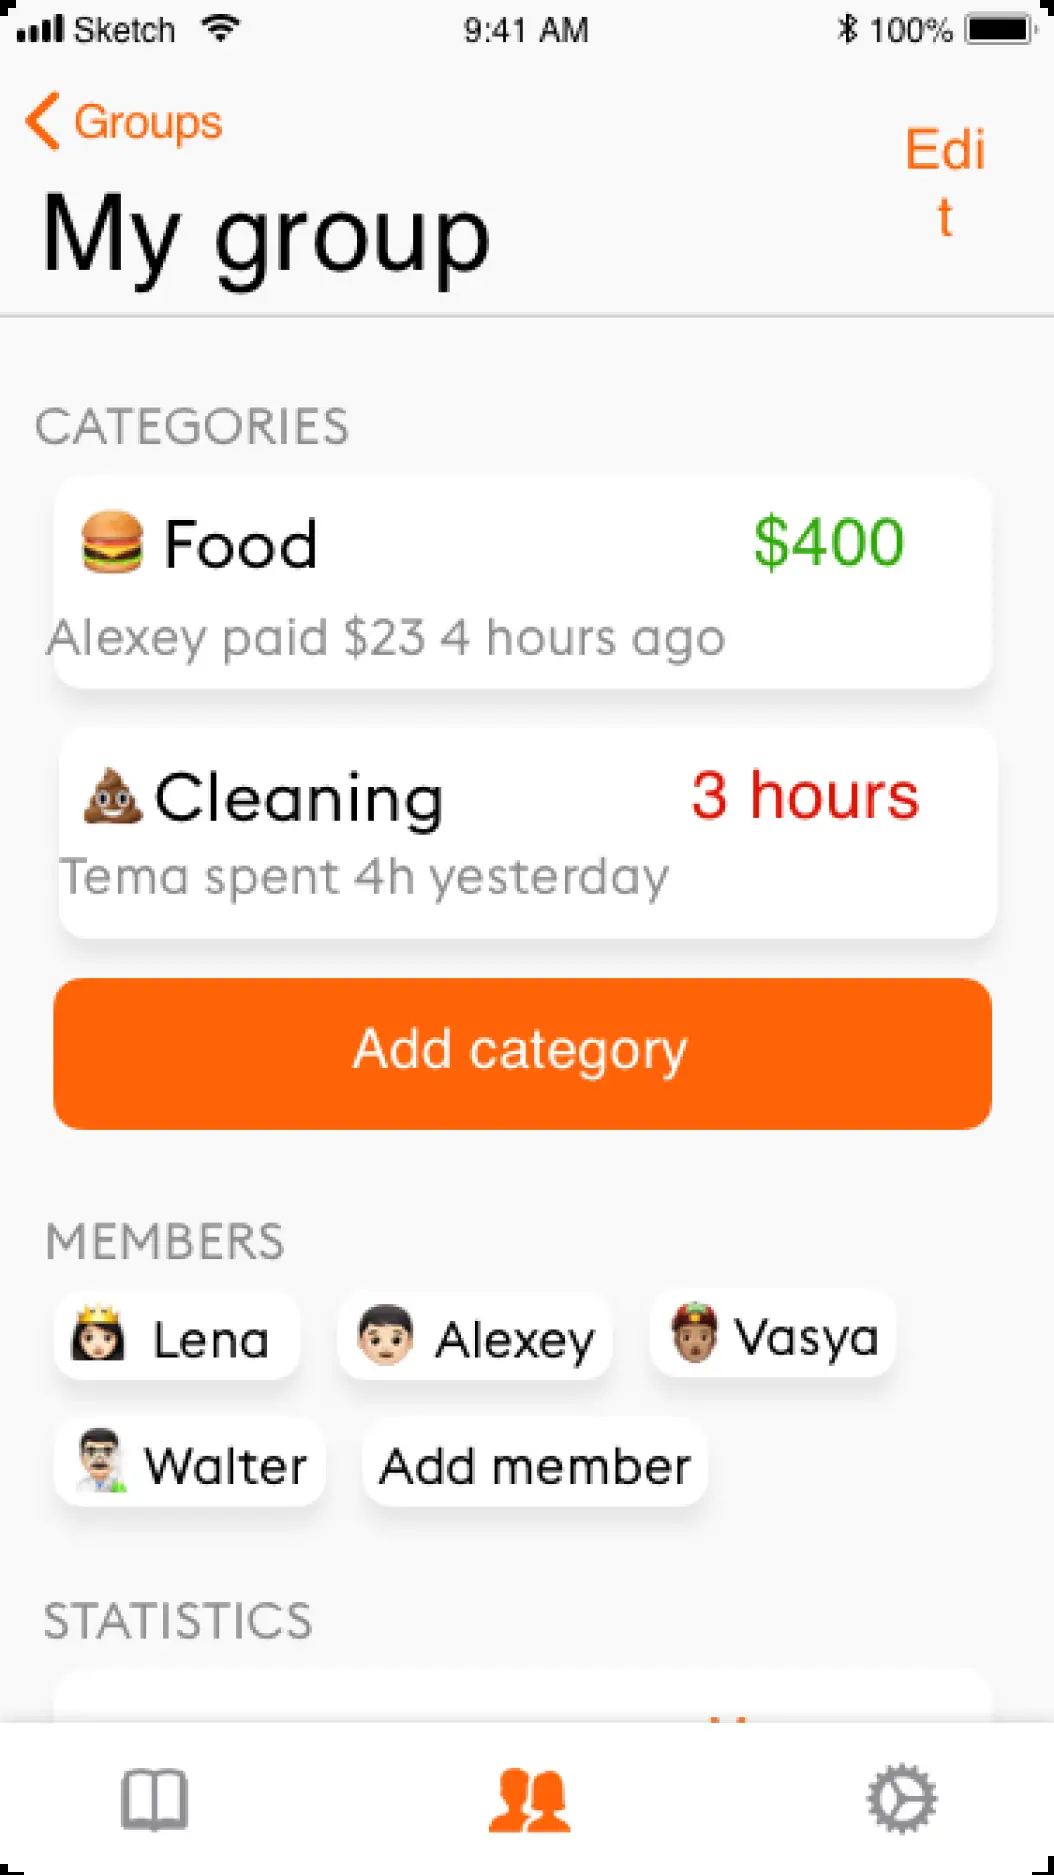 Sketch 9:41 AM 100%
Groups
Edi
t
My group
CATEGORIES
Food $400
Alexey paid $23 4 hours ago
Cleaning 3 hours
Tema spent 4h yesterday
Add category
MEMBERS
Lena Alexey Vasya
Walter Add member
STATISTICS